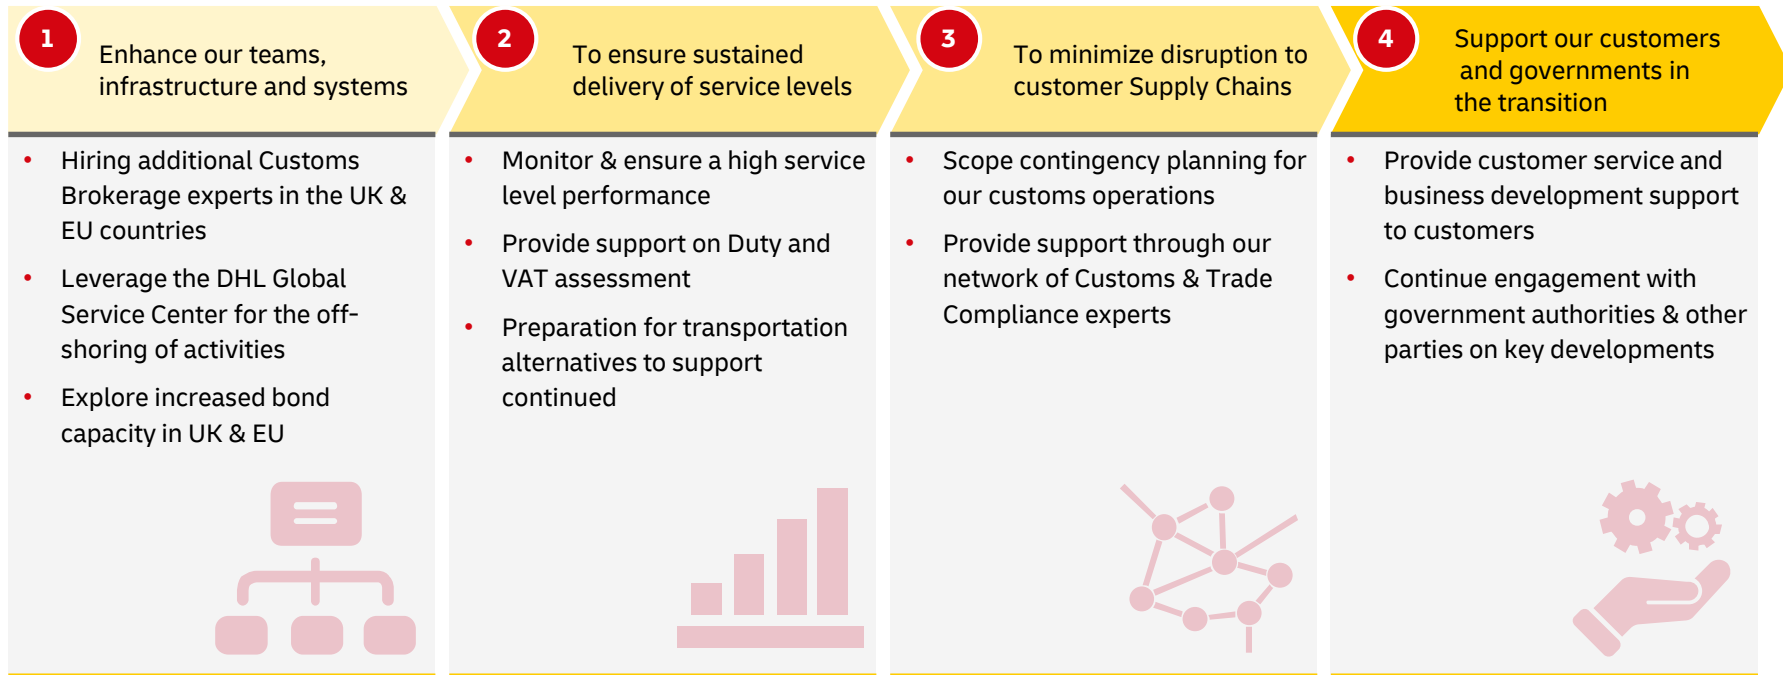 1
Enhance our teams,
infrastructure and systems
• Hiring additional Customs
Brokerage experts in the UK &
EU countries
• Leverage the DHL Global
Service Center for the off-
shoring of activities
• Explore increased bond
capacity in UK & EU
2
To ensure sustained
delivery of service levels
• Monitor & ensure a high service
level performance
• Provide support on Duty and
VAT assessment
• Preparation for transportation
alternatives to support
continued
3
To minimize disruption to
customer Supply Chains
• Scope contingency planning for
our customs operations
• Provide support through our
network of Customs & Trade
Compliance experts
4
Support our customers
and governments in
the transition
• Provide customer service and
business development support
to customers
• Continue engagement with
government authorities & other
parties on key developments